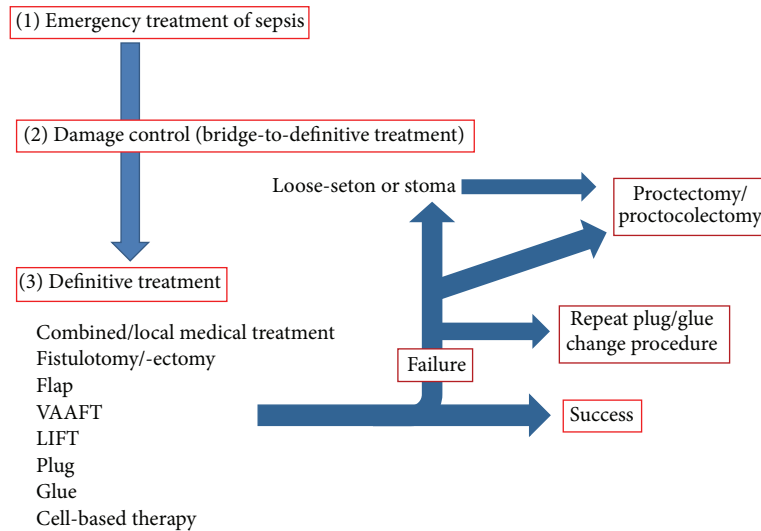 (1) Emergency treatment of sepsis
(2) Damage control (bridge-to-definitive treatment)
Loose-seton or stoma
Proctectomy/
proctocolectomy
(3) Definitive treatment
Combined/local medical treatment
Fistulotomy/-ectomy
Flap
VAAFT
LIFT
Plug
Glue
Cell-based therapy
Failure
Repeat plug/glue
change procedure
Success